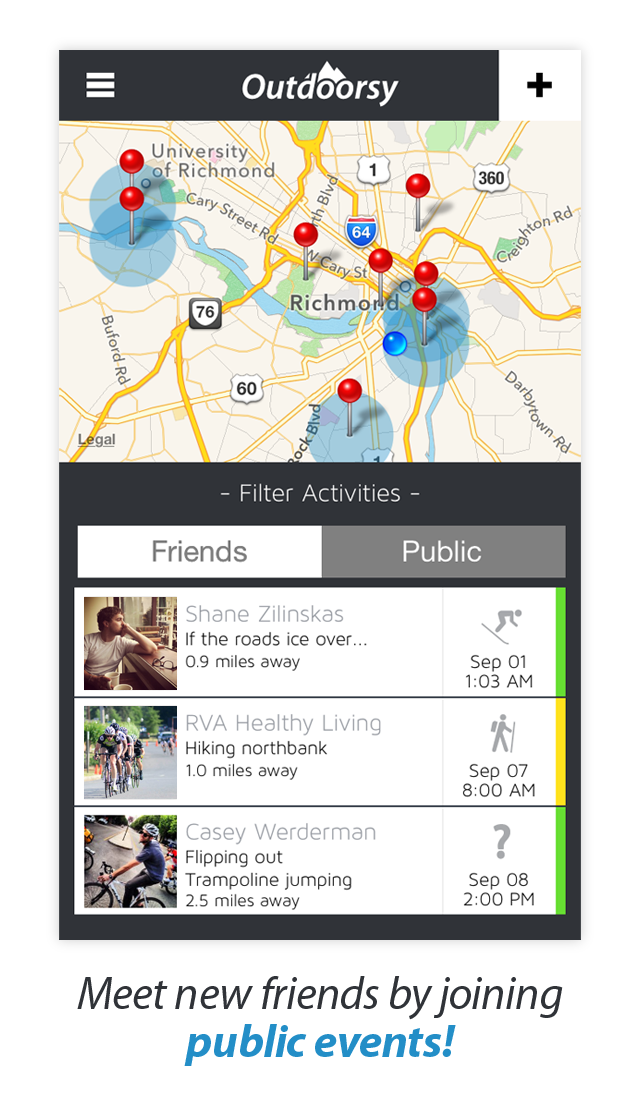 Outdoorsy
University
of Richmond
1
360
Cary Street Rd
rth Blvd
64
Creighton Rd
W Cary St
Richmond
76
Buford Rd
60
Darbytown Rd
Rock Blvd
Legal
1
- Filter Activities -
Friends
Public
Shane Zilinskas
If the roads ice over...
0.9 miles away
Sep 01
1:03 AM
RVA Healthy Living
Hiking northbank
1.0 miles away
Sep 07
8:00 AM
Casey Werderman
Flipping out
Trampoline jumping
2.5 miles away
?
Sep 08
2:00 PM
Meet new friends by joining
public events!